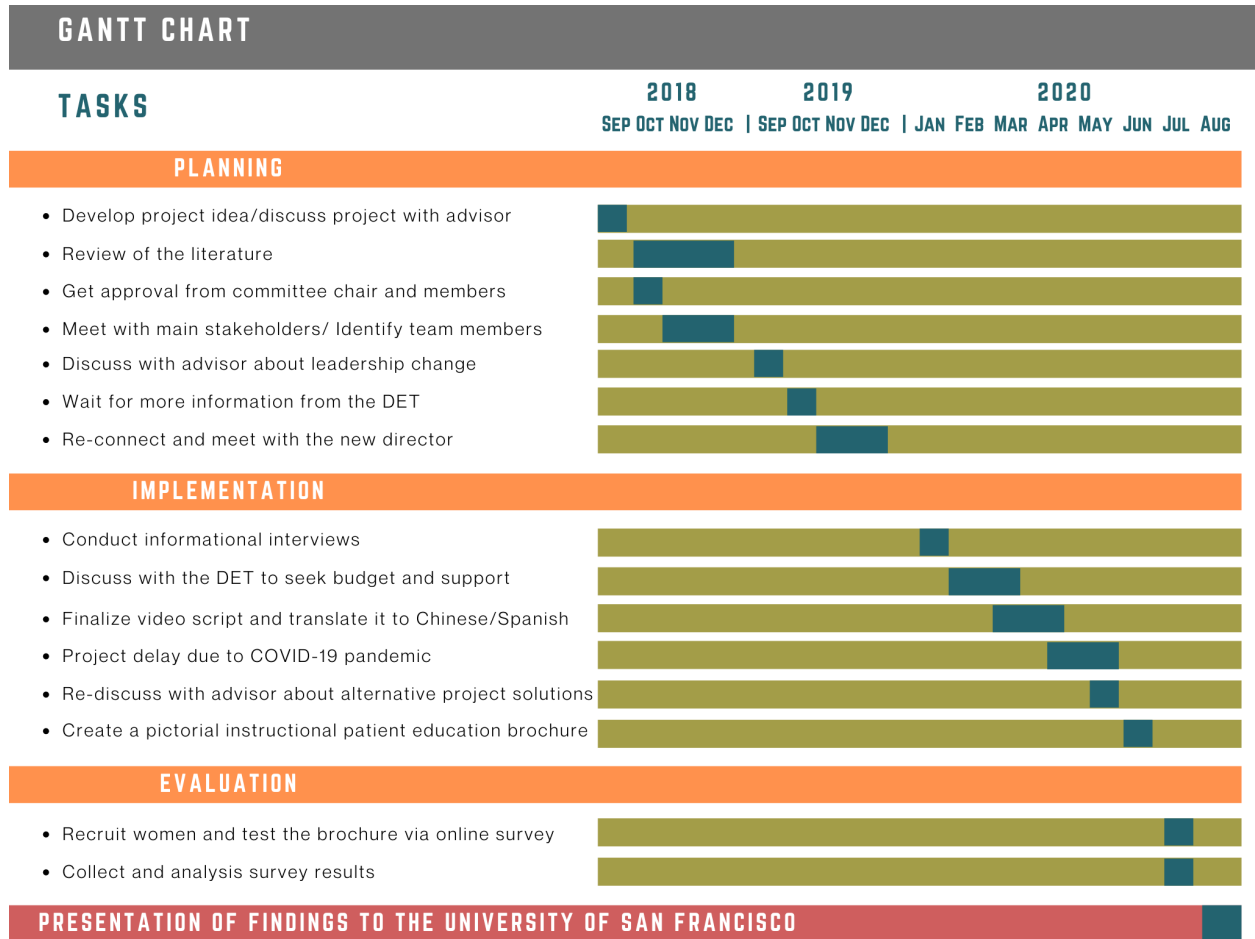 GANTT CHART
TASKS
2018 2019 2020
SEP OCT NOV DEC | SEP OCT NOV DEC | JAN FEB MAR APR MAY JUN JUL AUG
PLANNING
• Develop project idea/discuss project with advisor
• Review of the literature
• Get approval from committee chair and members
• Meet with main stakeholders/ Identify team members
• Discuss with advisor about leadership change
• Wait for more information from the DET
• Re-connect and meet with the new director
IMPLEMENTATION
• Conduct informational interviews
• Discuss with the DET to seek budget and support
• Finalize video script and translate it to Chinese/Spanish
• Project delay due to COVID-19 pandemic
• Re-discuss with advisor about alternative project solutions
• Create a pictorial instructional patient education brochure
EVALUATION
• Recruit women and test the brochure via online survey
• Collect and analysis survey results
PRESENTATION OF FINDINGS TO THE UNIVERSITY OF SAN FRANCISCO